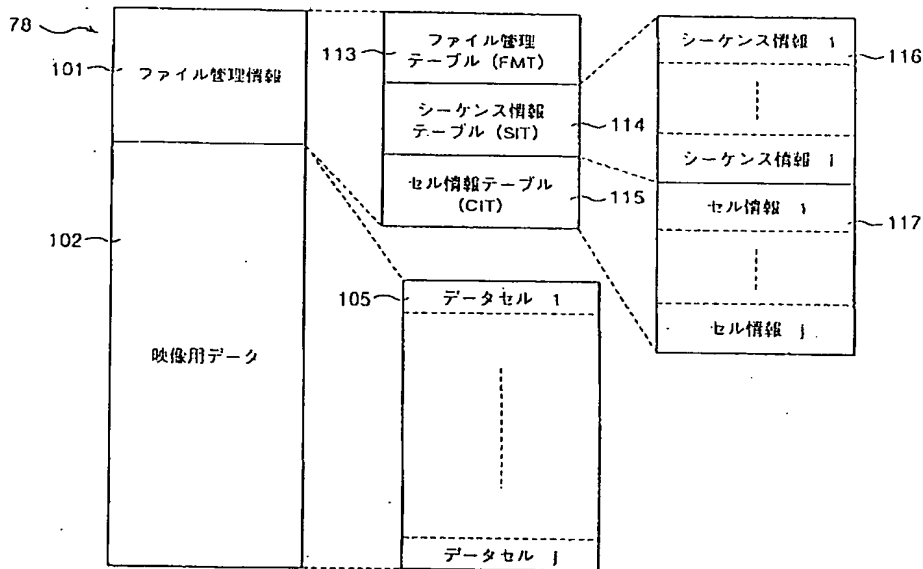 78
101
ファイル管理情報
102
映像用データ
113
ファイル管理
テーブル (FMT)
シーケンス情報
テーブル (SIT)
114
セル情報テーブル
(CIT)
115
105
データセル 1
データセル j
シーケンス情報 1
116
シーケンス情報 i
セル情報 1
117
セル情報 j